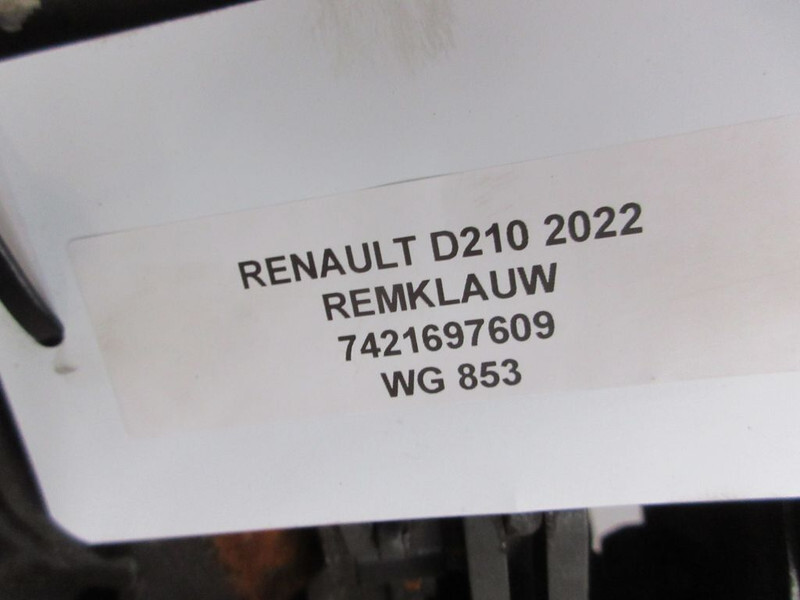 RENAULT D210 2022
REMKLAUW
7421697609
WG 853